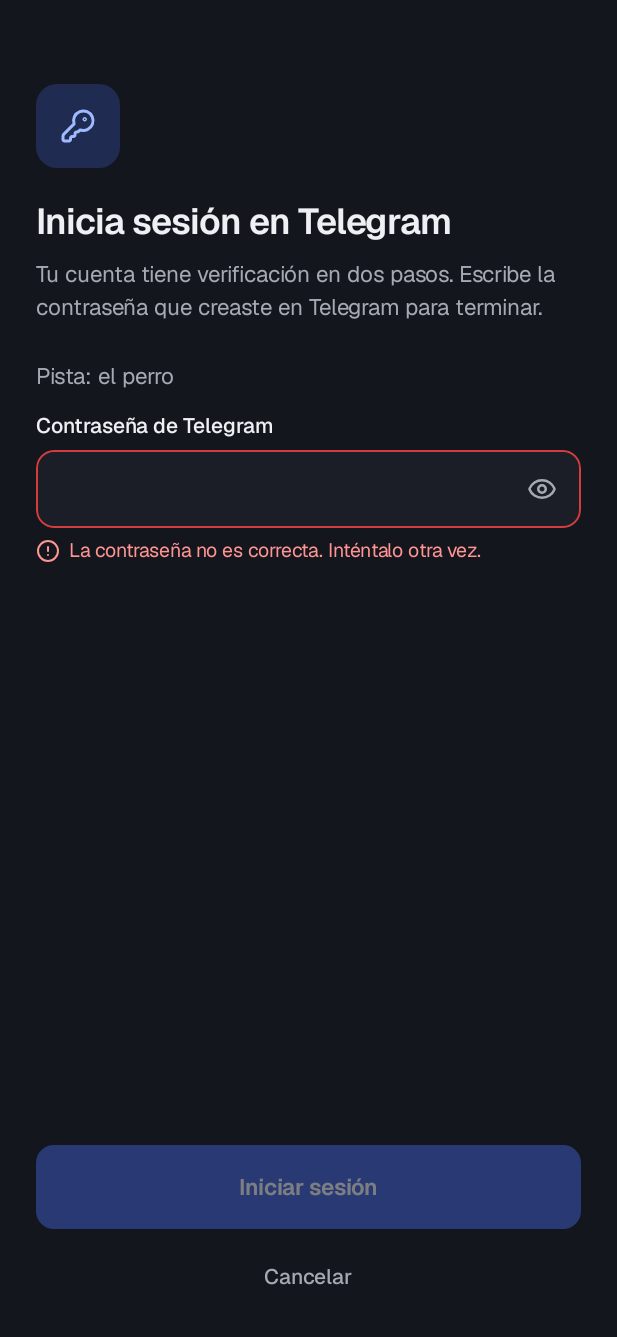 Inicia sesión en Telegram
Tu cuenta tiene verificación en dos pasos. Escribe la
contraseña que creaste en Telegram para terminar.
Pista: el perro
Contraseña de Telegram
La contraseña no es correcta. Inténtalo otra vez.
Iniciar sesión
Cancelar